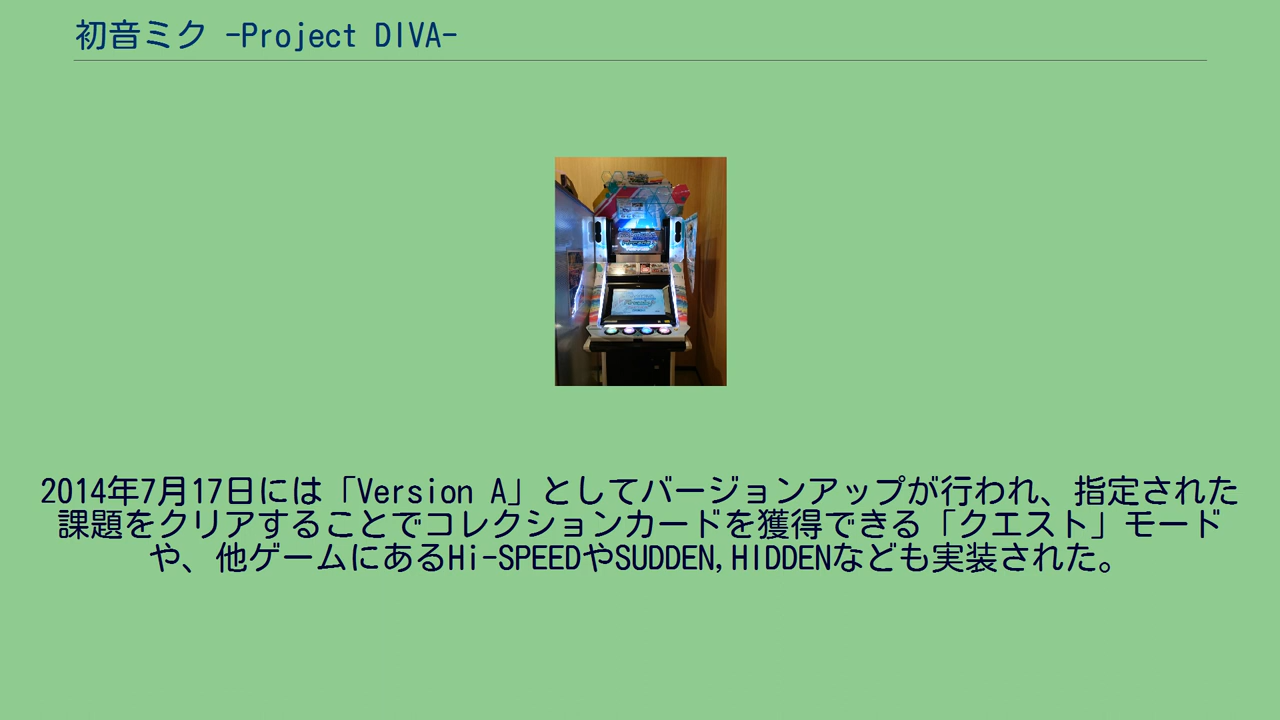 初音ミク -Project DIVA-
2014年7月17日には「Version A」としてバージョンアップが行われ、指定された
課題をクリアすることでコレクションカードを獲得できる「クエスト」モード
や、他ゲームにあるHi-SPEEDやSUDDEN,HIDDENなども実装された。